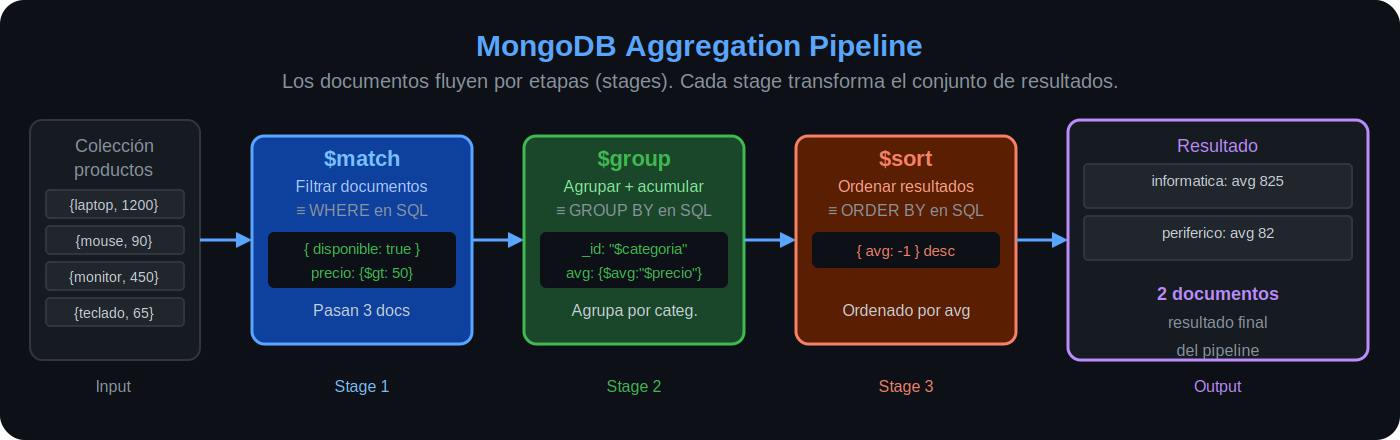 MongoDB Aggregation Pipeline
Los documentos fluyen por etapas (stages). Cada stage transforma el conjunto de resultados.
Colección
productos
{laptop, 1200}
{mouse, 90}
{monitor, 450}
{teclado, 65}
Input
$match
Filtrar documentos
≡ WHERE en SQL
{ disponible: true }
precio: {$gt: 50}
Pasan 3 docs
Stage 1
$group
Agrupar + acumular
≡ GROUP BY en SQL
_id: "$categoria"
avg: {$avg:"$precio"}
Agrupa por categ.
Stage 2
$sort
Ordenar resultados
≡ ORDER BY en SQL
{ avg: -1 } desc
Ordenado por avg
Stage 3
Resultado
informatica: avg 825
periferico: avg 82
2 documentos
resultado final
del pipeline
Output